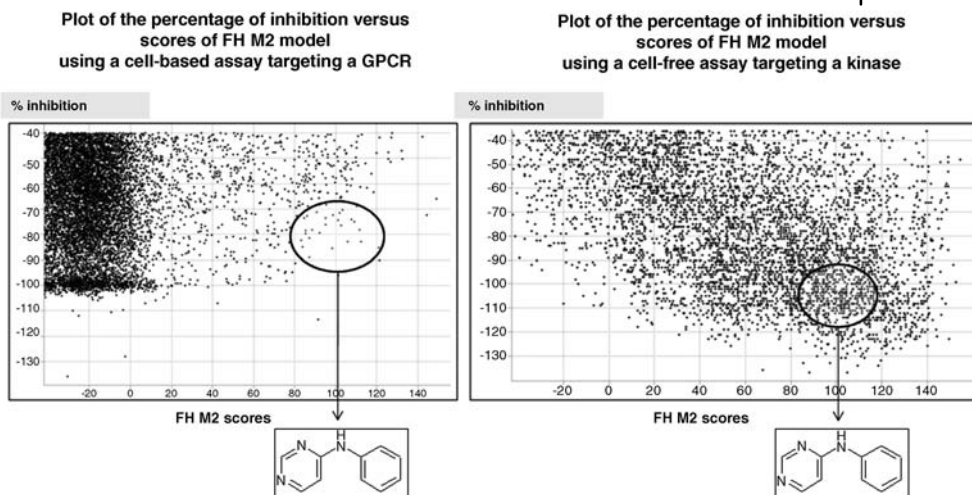 Plot of the percentage of inhibition versus
scores of FH M2 model
using a cell-based assay targeting a GPCR
% inhibition
-40
-50
-60
-70
-80
-90
-100
-110
-120
-130
-20
0
20
40
60
80
100
120
140
FH M2 scores
N
N
H
N
Plot of the percentage of inhibition versus
scores of FH M2 model
using a cell-free assay targeting a kinase
% inhibition
-40
-50
-60
-70
-80
-90
-100
-110
-120
-130
-20
0
20
40
60
80
100
120
140
FH M2 scores
N
N
H
N